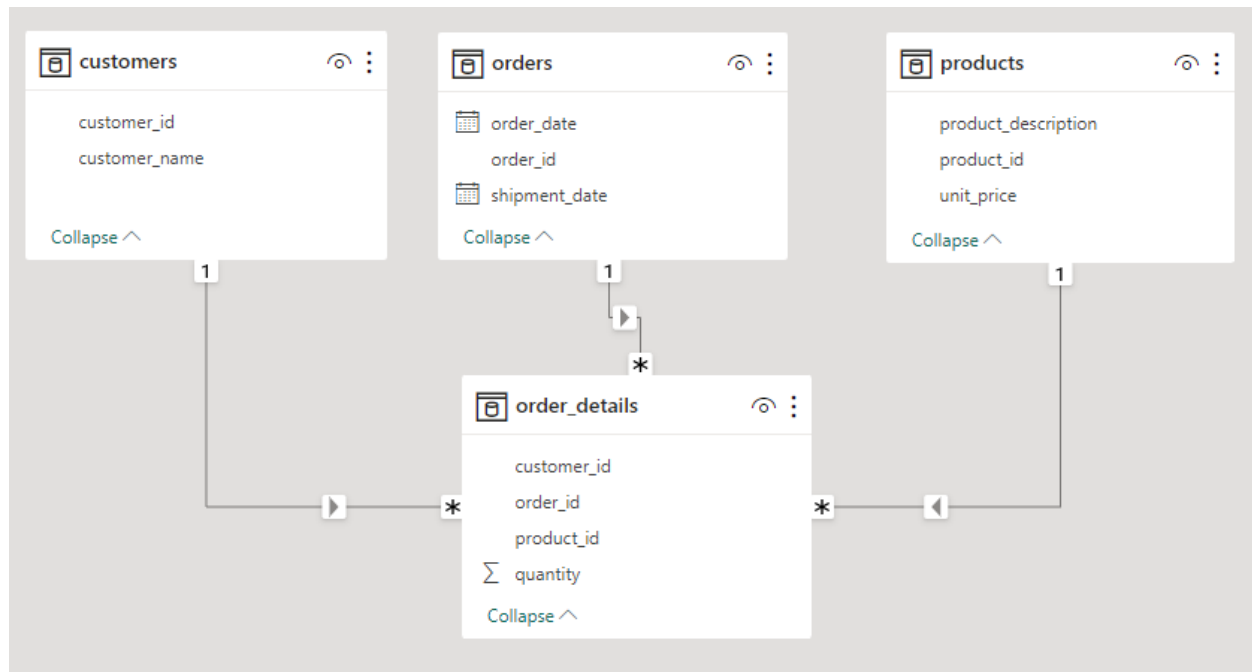 customers
customer_id
customer_name
Collapse
1
orders
order_date
order_id
shipment_date
Collapse
1
products
product_description
product_id
unit_price
Collapse
1
*
order_details
customer_id
order_id
product_id
Σ quantity
Collapse
*
*